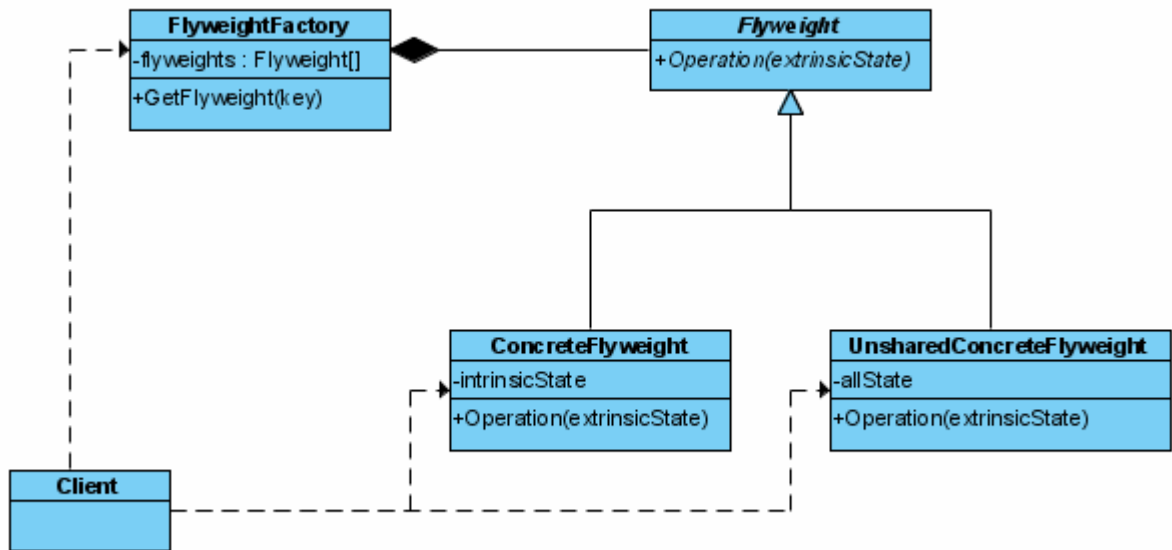 FlyweightFactory
-flyweights : Flyweight[]
+GetFlyweight(key)
Flyweight
+Operation(extrinsicState)
ConcreteFlyweight
-intrinsicState
+Operation(extrinsicState)
UnsharedConcreteFlyweight
-allState
+Operation(extrinsicState)
Client